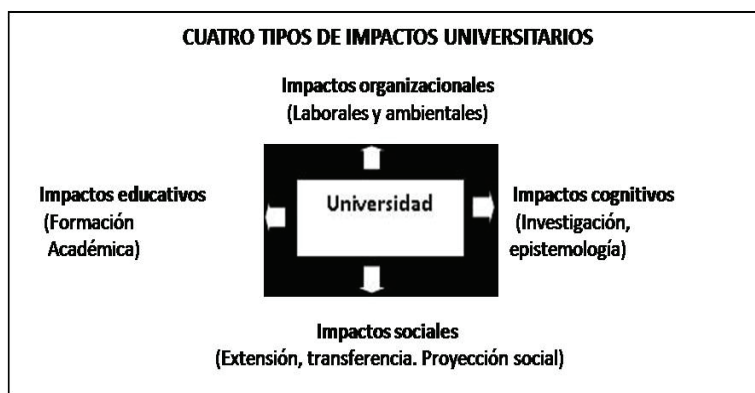 CUATRO TIPOS DE IMPACTOS UNIVERSITARIOS
Impactos organizacionales
(Laborales y ambientales)
Impactos educativos
(Formación
Académica)
Universidad
Impactos cognitivos
(Investigación,
epistemología)
Impactos sociales
(Extensión, transferencia. Proyección social)